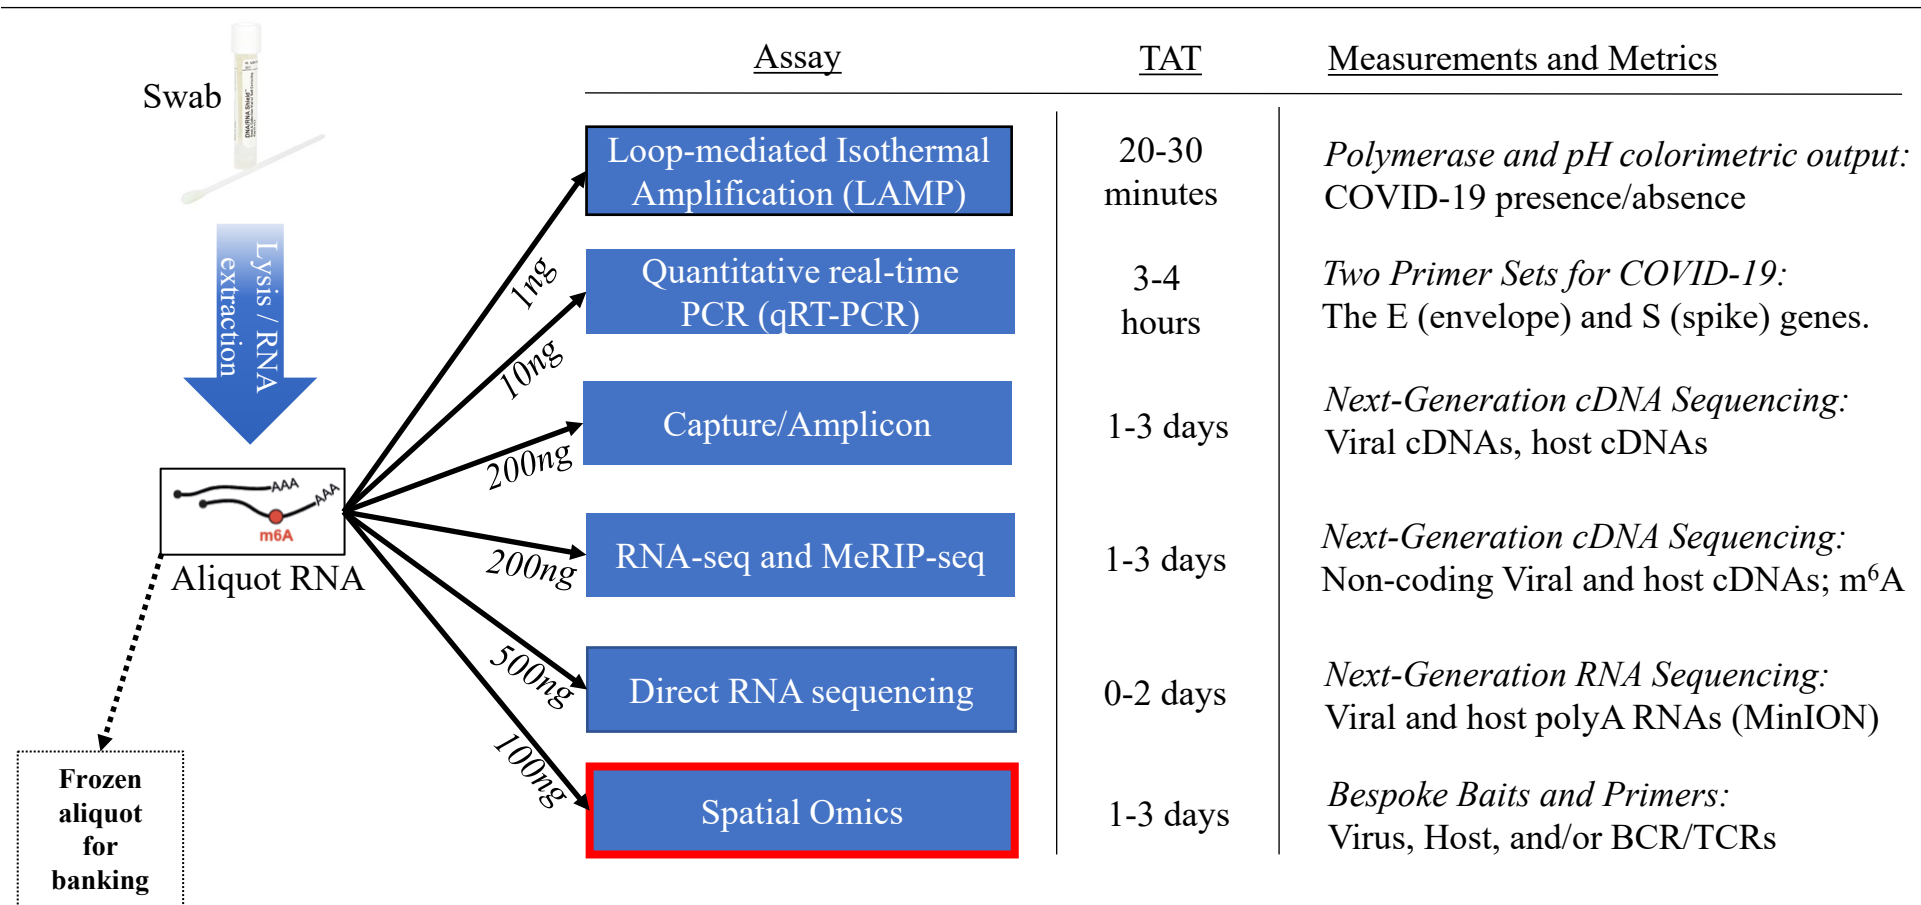 Swab
Assay
TAT
Measurements and Metrics
DNA/RNA Shield™
Lysis / RNA
extraction
AAA
AAA
m6A
Aliquot RNA
Frozen
aliquot
for
banking
1ng
Loop-mediated Isothermal
Amplification (LAMP)
20-30
minutes
Polymerase and pH colorimetric output:
COVID-19 presence/absence
10ng
Quantitative real-time
PCR (qRT-PCR)
3-4
hours
Two Primer Sets for COVID-19:
The E (envelope) and S (spike) genes.
200ng
Capture/Amplicon
1-3 days
Next-Generation cDNA Sequencing:
Viral cDNAs, host cDNAs
200ng
RNA-seq and MeRIP-seq
1-3 days
Next-Generation cDNA Sequencing:
Non-coding Viral and host cDNAs; m⁶A
500ng
Direct RNA sequencing
0-2 days
Next-Generation RNA Sequencing:
Viral and host polyA RNAs (MinION)
100ng
Spatial Omics
1-3 days
Bespoke Baits and Primers:
Virus, Host, and/or BCR/TCRs